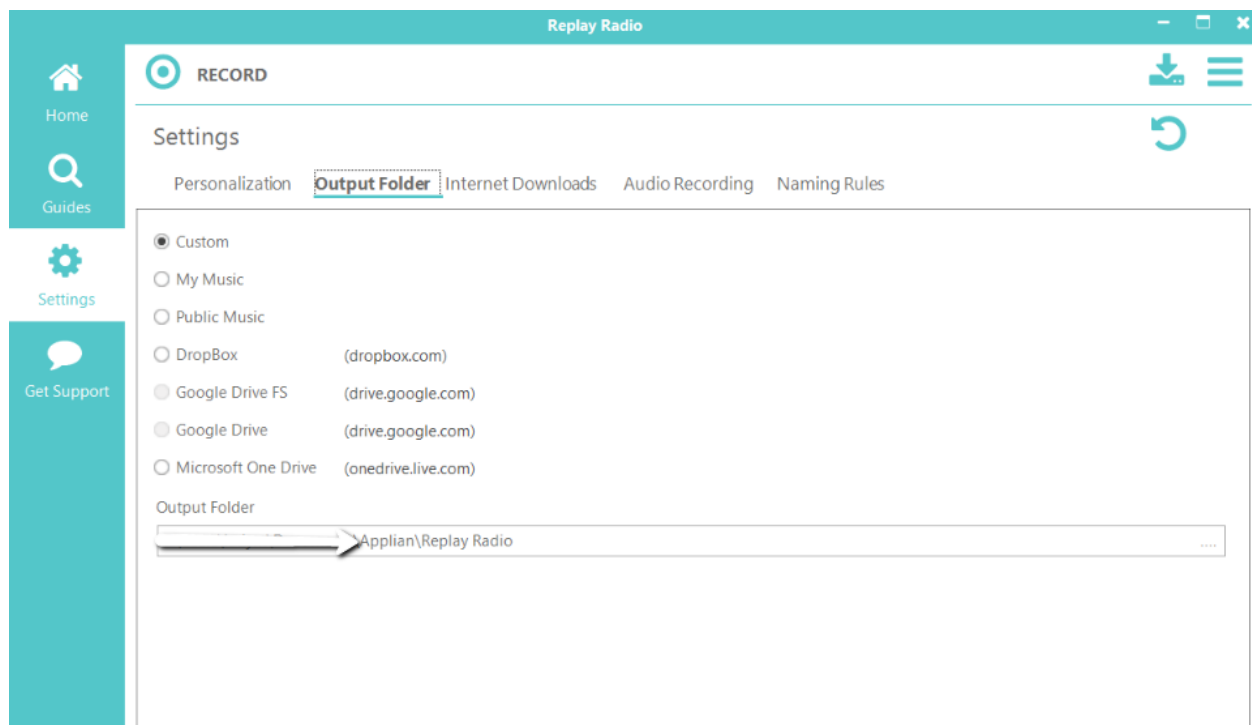 Replay Radio
RECORD
Home
Settings
Personalization Output Folder Internet Downloads Audio Recording Naming Rules
Guides
Custom
My Music
Settings
Public Music
DropBox (dropbox.com)
Get Support
Google Drive FS (drive.google.com)
Google Drive (drive.google.com)
Microsoft One Drive (onedrive.live.com)
Output Folder
\Applian\Replay Radio ....